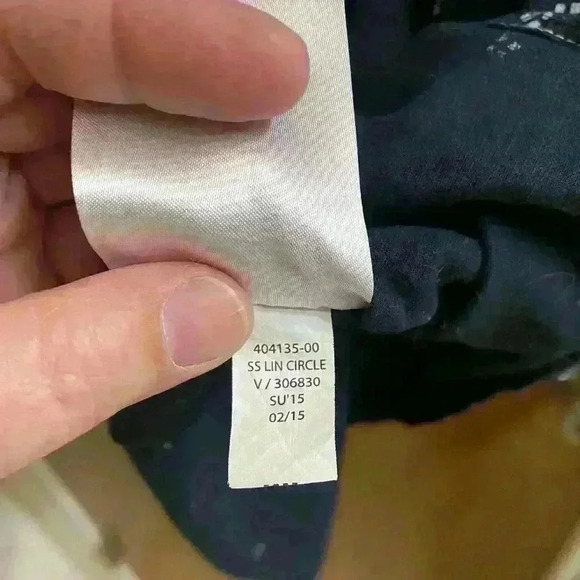 404135-00
SS LIN CIRCLE
V / 306830
SU'15
02/15